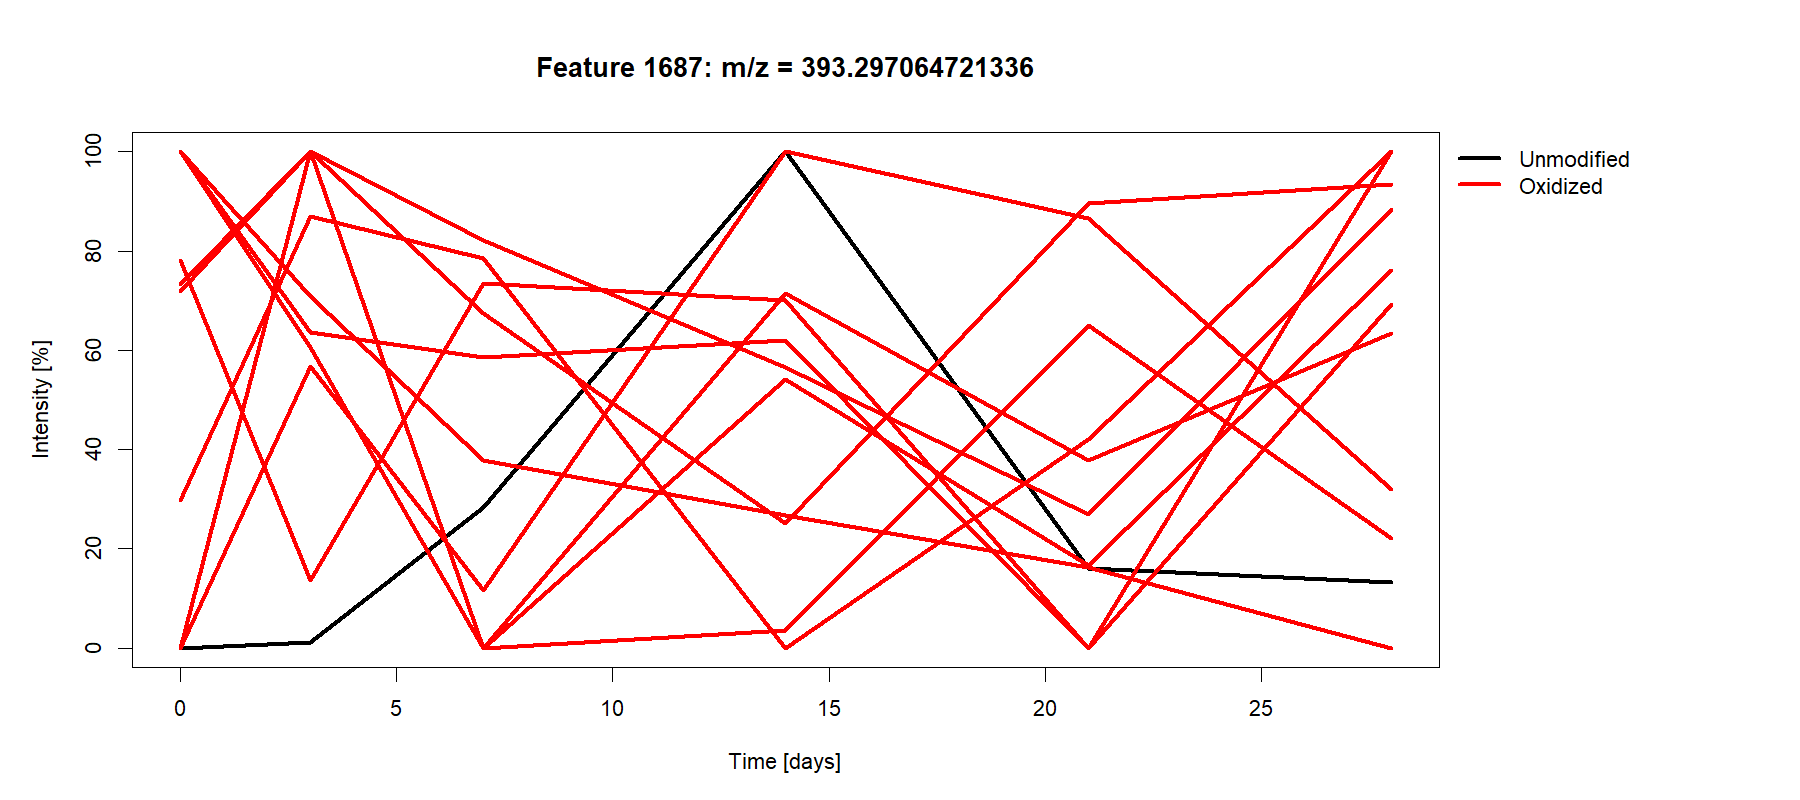 Feature 1687: m/z = 393.297064721336
Unmodified
Oxidized
Intensity [%]
100
80
60
40
20
0
0 5 10 15 20 25
Time [days]